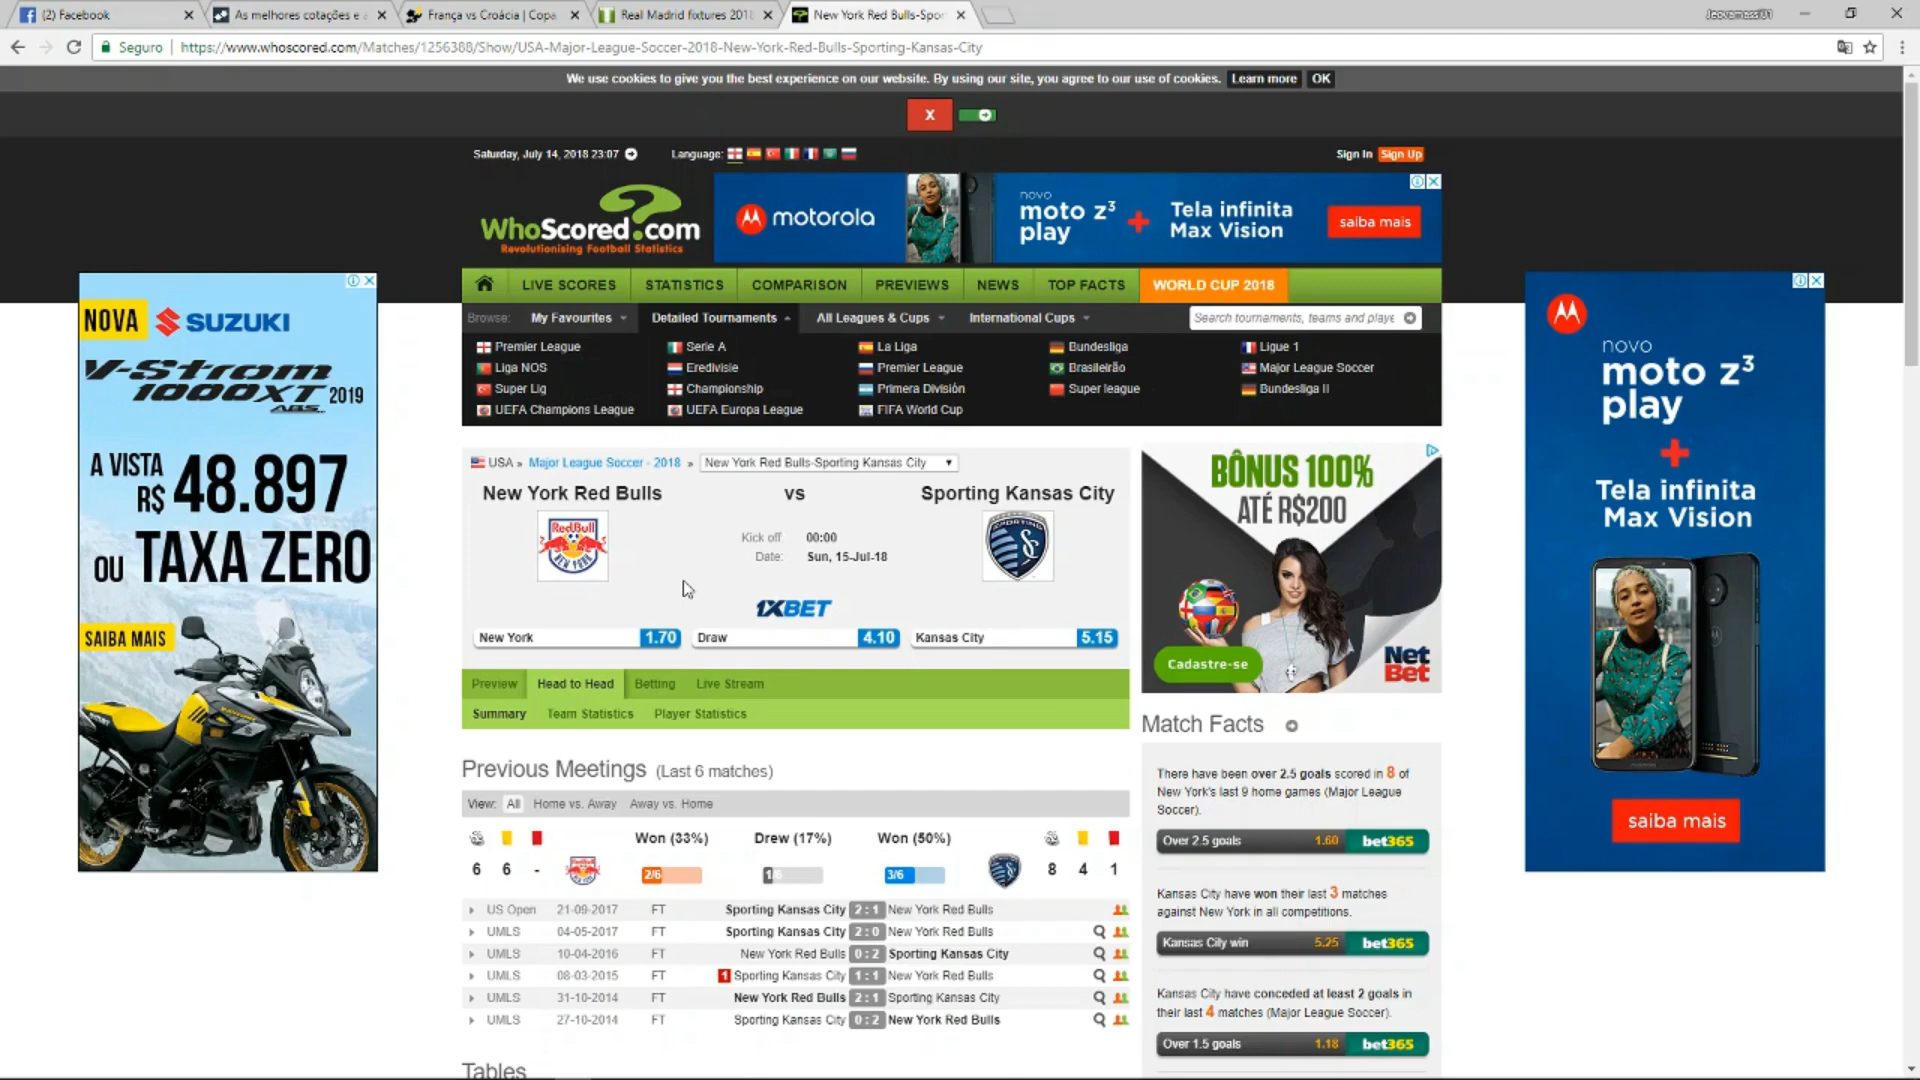 (2) Facebook
As melhores cotações e a
França vs Croácia | Copa
Real Madrid fixtures 2018
New York Red Bulls-Spor
Seguro
https://www.whoscored.com/Matches/1256388/Show/USA-Major-League-Soccer-2018-New-York-Red-Bulls-Sporting-Kansas-City
We use cookies to give you the best experience on our website. By using our site, you agree to our use of cookies. Learn more OK
X
Saturday, July 14, 2018 23:07
Language:
Sign In Sign Up
WhoScored.com
Revolutionising Football Statistics
motorola
novo
moto z³
play
+
Tela infinita
Max Vision
saiba mais
LIVE SCORES STATISTICS COMPARISON PREVIEWS NEWS TOP FACTS WORLD CUP 2018
Browse: My Favourites Detailed Tournaments All Leagues & Cups International Cups
Search tournaments, teams and playe
Premier League Serie A La Liga Bundesliga Ligue 1
Liga NOS Eredivisie Premier League Brasileirão Major League Soccer
Super Lig Championship Primera División Super league Bundesliga II
UEFA Champions League UEFA Europa League FIFA World Cup
NOVA SUZUKI
V-Strom
1000XT 2019
ABS
A VISTA
R$ 48.897
OU TAXA ZERO
SAIBA MAIS
USA » Major League Soccer - 2018 » New York Red Bulls-Sporting Kansas City
New York Red Bulls vs Sporting Kansas City
RedBull
NEW YORK
SPORTING
Kick off: 00:00
Date: Sun, 15-Jul-18
1XBET
New York 1.70 Draw 4.10 Kansas City 5.15
Preview Head to Head Betting Live Stream
Summary Team Statistics Player Statistics
Previous Meetings (Last 6 matches)
View: All Home vs. Away Away vs. Home
Won (33%) Drew (17%) Won (50%)
6 6 - 2/6 1/6 3/6 8 4 1
US Open 21-09-2017 FT Sporting Kansas City 2 : 1 New York Red Bulls
UMLS 04-05-2017 FT Sporting Kansas City 2 : 0 New York Red Bulls
UMLS 10-04-2016 FT New York Red Bulls 0 : 2 Sporting Kansas City
UMLS 08-03-2015 FT 1 Sporting Kansas City 1 : 1 New York Red Bulls
UMLS 31-10-2014 FT New York Red Bulls 2 : 1 Sporting Kansas City
UMLS 27-10-2014 FT Sporting Kansas City 0 : 2 New York Red Bulls
Tables
BÔNUS 100%
ATÉ R$200
Cadastre-se
Net
Bet
Match Facts
There have been over 2.5 goals scored in 8 of
New York's last 9 home games (Major League
Soccer).
Over 2.5 goals 1.60 bet365
Kansas City have won their last 3 matches
against New York in all competitions.
Kansas City win 5.25 bet365
Kansas City have conceded at least 2 goals in
their last 4 matches (Major League Soccer).
Over 1.5 goals 1.18 bet365
novo
moto z³
play
+
Tela infinita
Max Vision
saiba mais